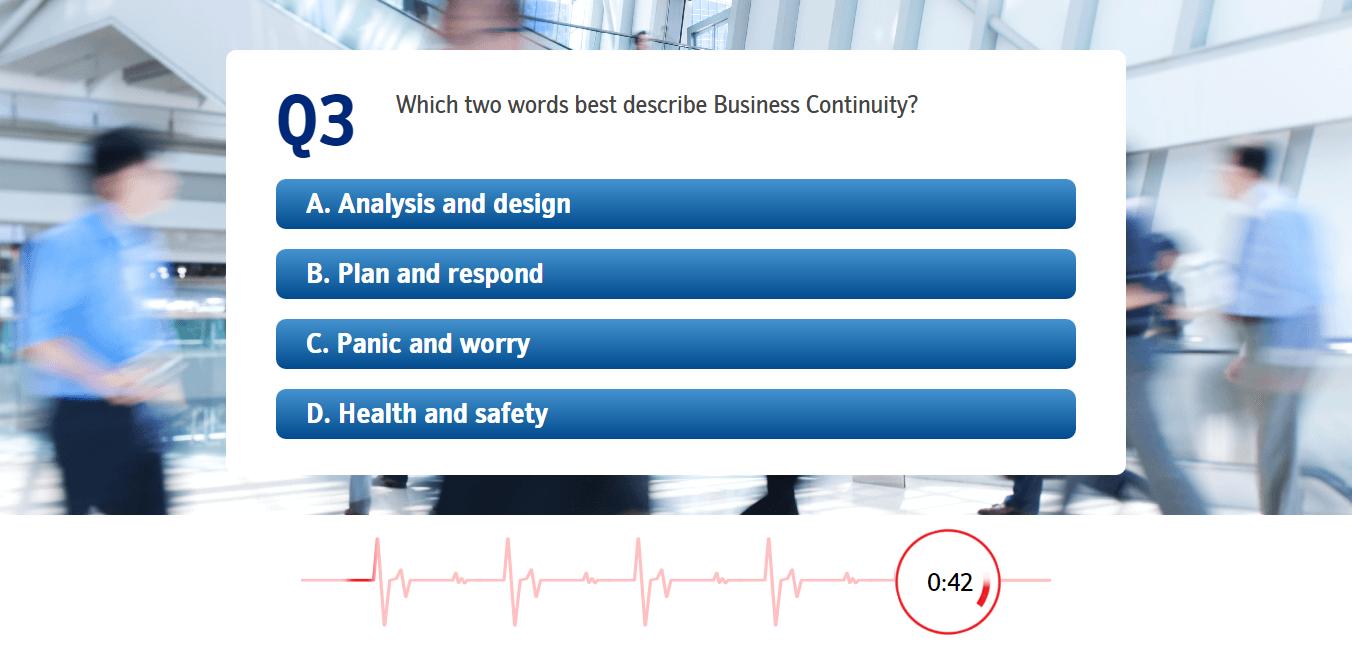 Q3
Which two words best describe Business Continuity?
A. Analysis and design
B. Plan and respond
C. Panic and worry
D. Health and safety
0:42